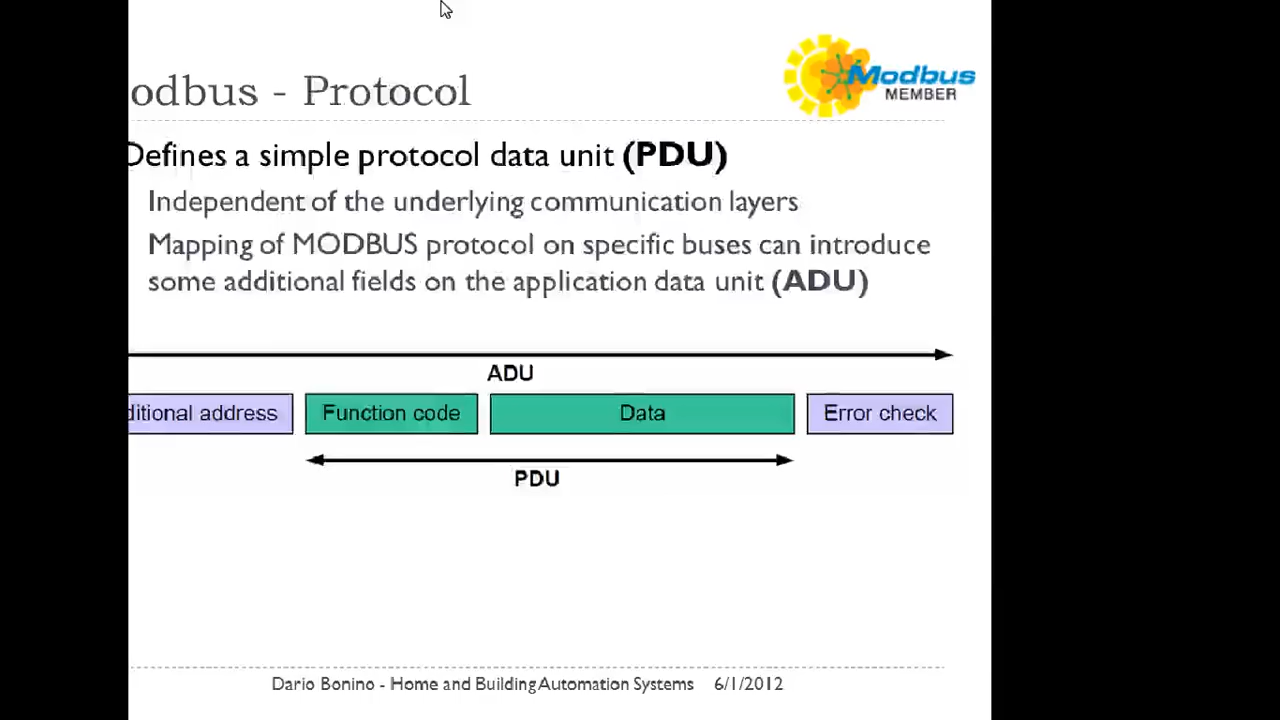 odbus - Protocol
Modbus
MEMBER
Defines a simple protocol data unit (PDU)
Independent of the underlying communication layers
Mapping of MODBUS protocol on specific buses can introduce
some additional fields on the application data unit (ADU)
ADU
ditional address Function code Data Error check
PDU
Dario Bonino - Home and Building Automation Systems 6/1/2012